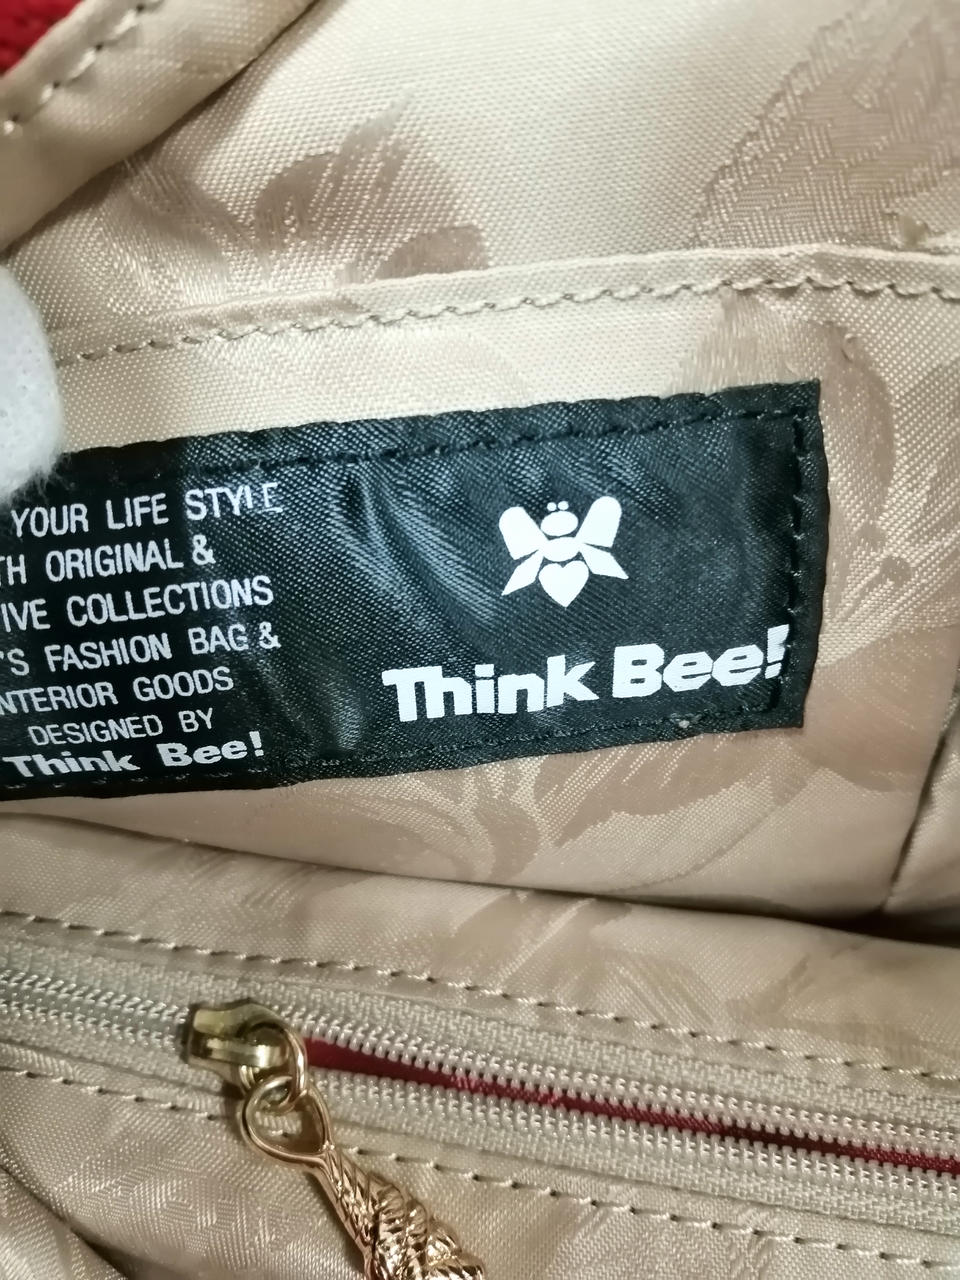 YOUR LIFE STYLE
TH ORIGINAL &
IVE COLLECTIONS
'S FASHION BAG &
NTERIOR GOODS
DESIGNED BY
Think Bee!
Think Bee!